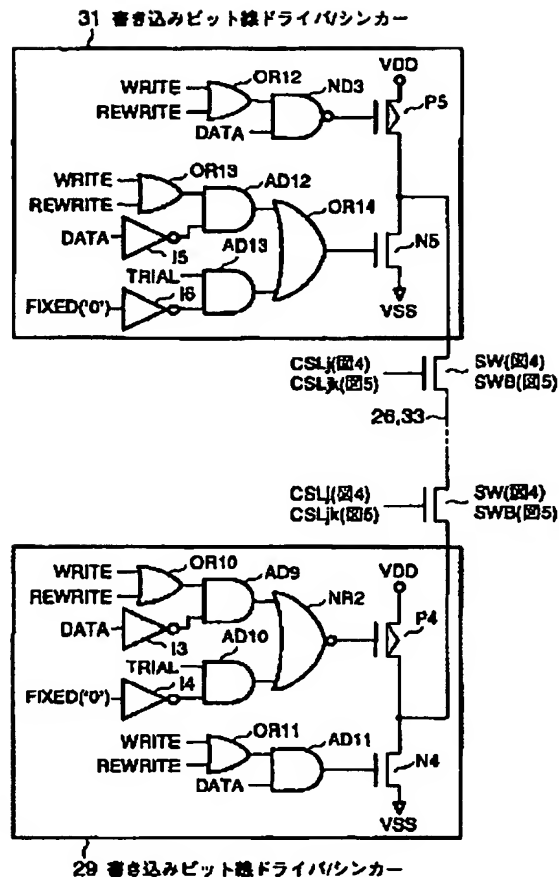 31 書き込みビット線ドライバ/シンカー
VDD
OR12
ND3
WRITE
REWRITE
DATA
P5
WRITE
REWRITE
OR13
AD12
OR14
DATA
I5
AD13
N5
TRIAL
I6
FIXED('0')
VSS
CSLj(図4)
CSLjk(図5)
SW(図4)
SWB(図5)
26,33
CSLj(図4)
CSLjk(図5)
SW(図4)
SWB(図5)
OR10
WRITE
REWRITE
AD9
NR2
VDD
DATA
I3
AD10
P4
TRIAL
I4
FIXED('0')
OR11
WRITE
REWRITE
AD11
DATA
N4
VSS
29 書き込みビット線ドライバ/シンカー